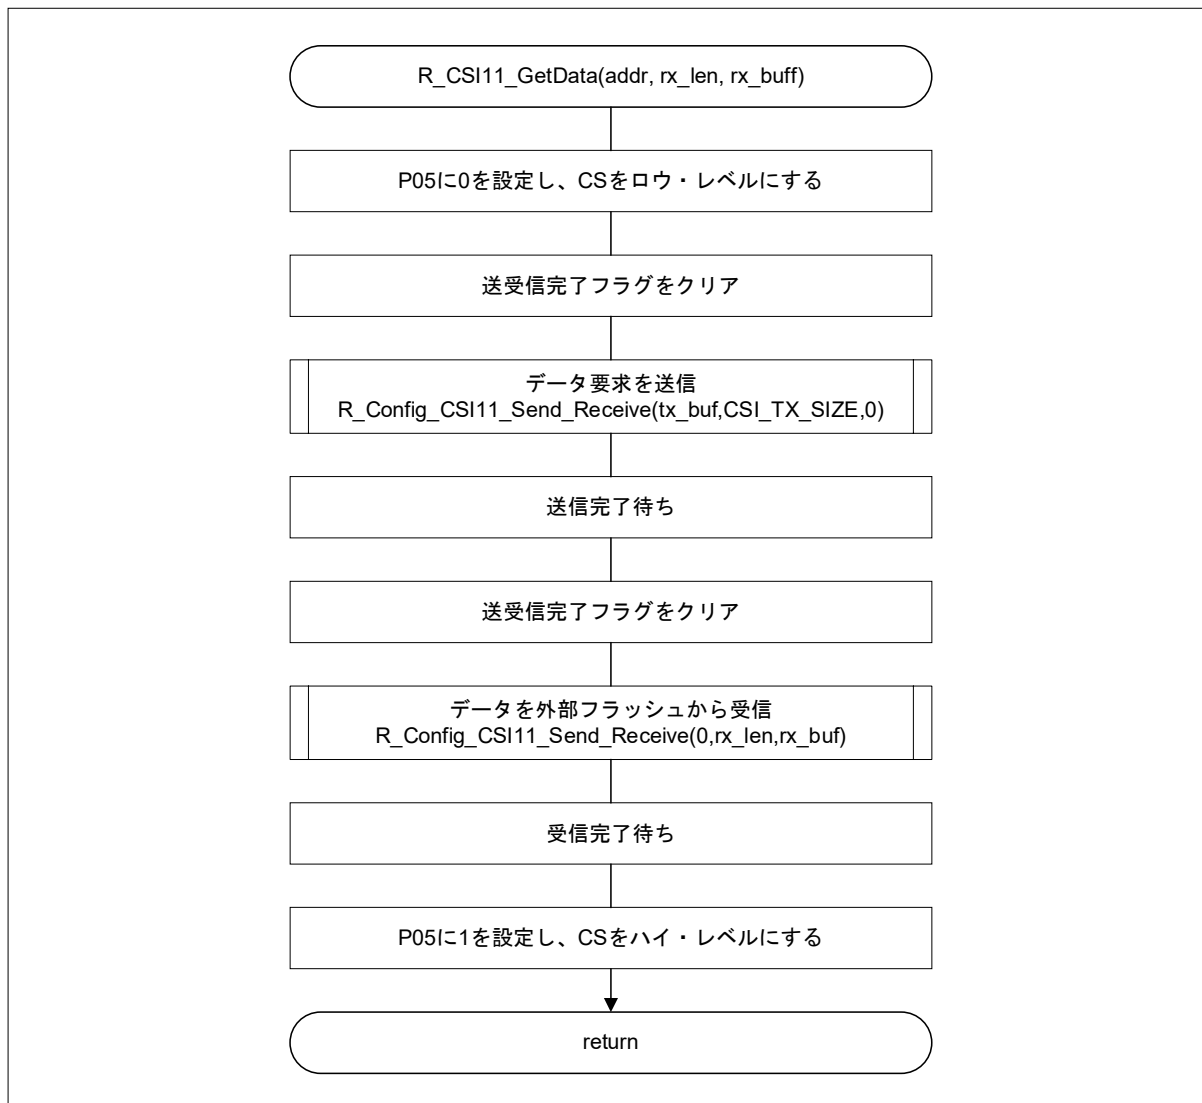 R_CSI11_GetData(addr, rx_len, rx_buff)
P05に0を設定し、CSをロウ・レベルにする
送受信完了フラグをクリア
データ要求を送信
R_Config_CSI11_Send_Receive(tx_buf,CSI_TX_SIZE,0)
送信完了待ち
送受信完了フラグをクリア
データを外部フラッシュから受信
R_Config_CSI11_Send_Receive(0,rx_len,rx_buf)
受信完了待ち
P05に1を設定し、CSをハイ・レベルにする
return